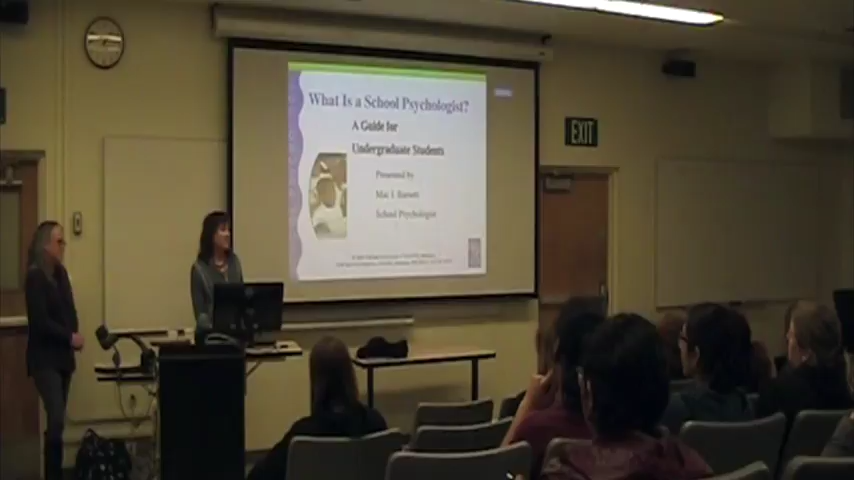 What Is a School Psychologist?
A Guide for
Undergraduate Students
Presented by
School Psychologist
EXIT